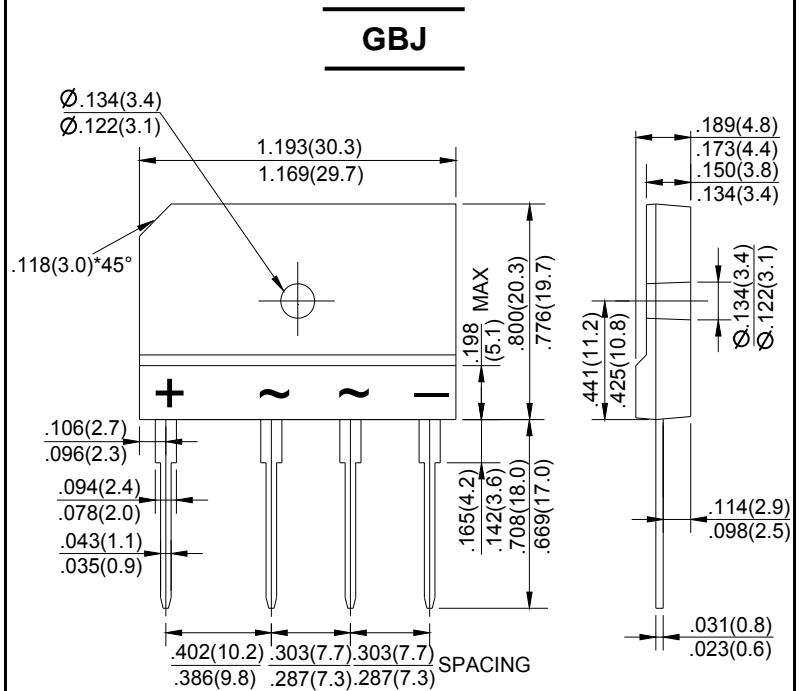 GBJ
Ø.134(3.4)
Ø.122(3.1)
1.193(30.3)
1.169(29.7)
.189(4.8)
.173(4.4)
.150(3.8)
.134(3.4)
.118(3.0)*45°
.198 MAX
(5.1)
.800(20.3)
.776(19.7)
.441(11.2)
.425(10.8)
Ø.134(3.4)
Ø.122(3.1)
+ ~ ~ —
.106(2.7)
.096(2.3)
.094(2.4)
.078(2.0)
.043(1.1)
.035(0.9)
.165(4.2)
.142(3.6)
.708(18.0)
.669(17.0)
.114(2.9)
.098(2.5)
.031(0.8)
.023(0.6)
.402(10.2) .303(7.7) .303(7.7) SPACING
.386(9.8) .287(7.3) .287(7.3)